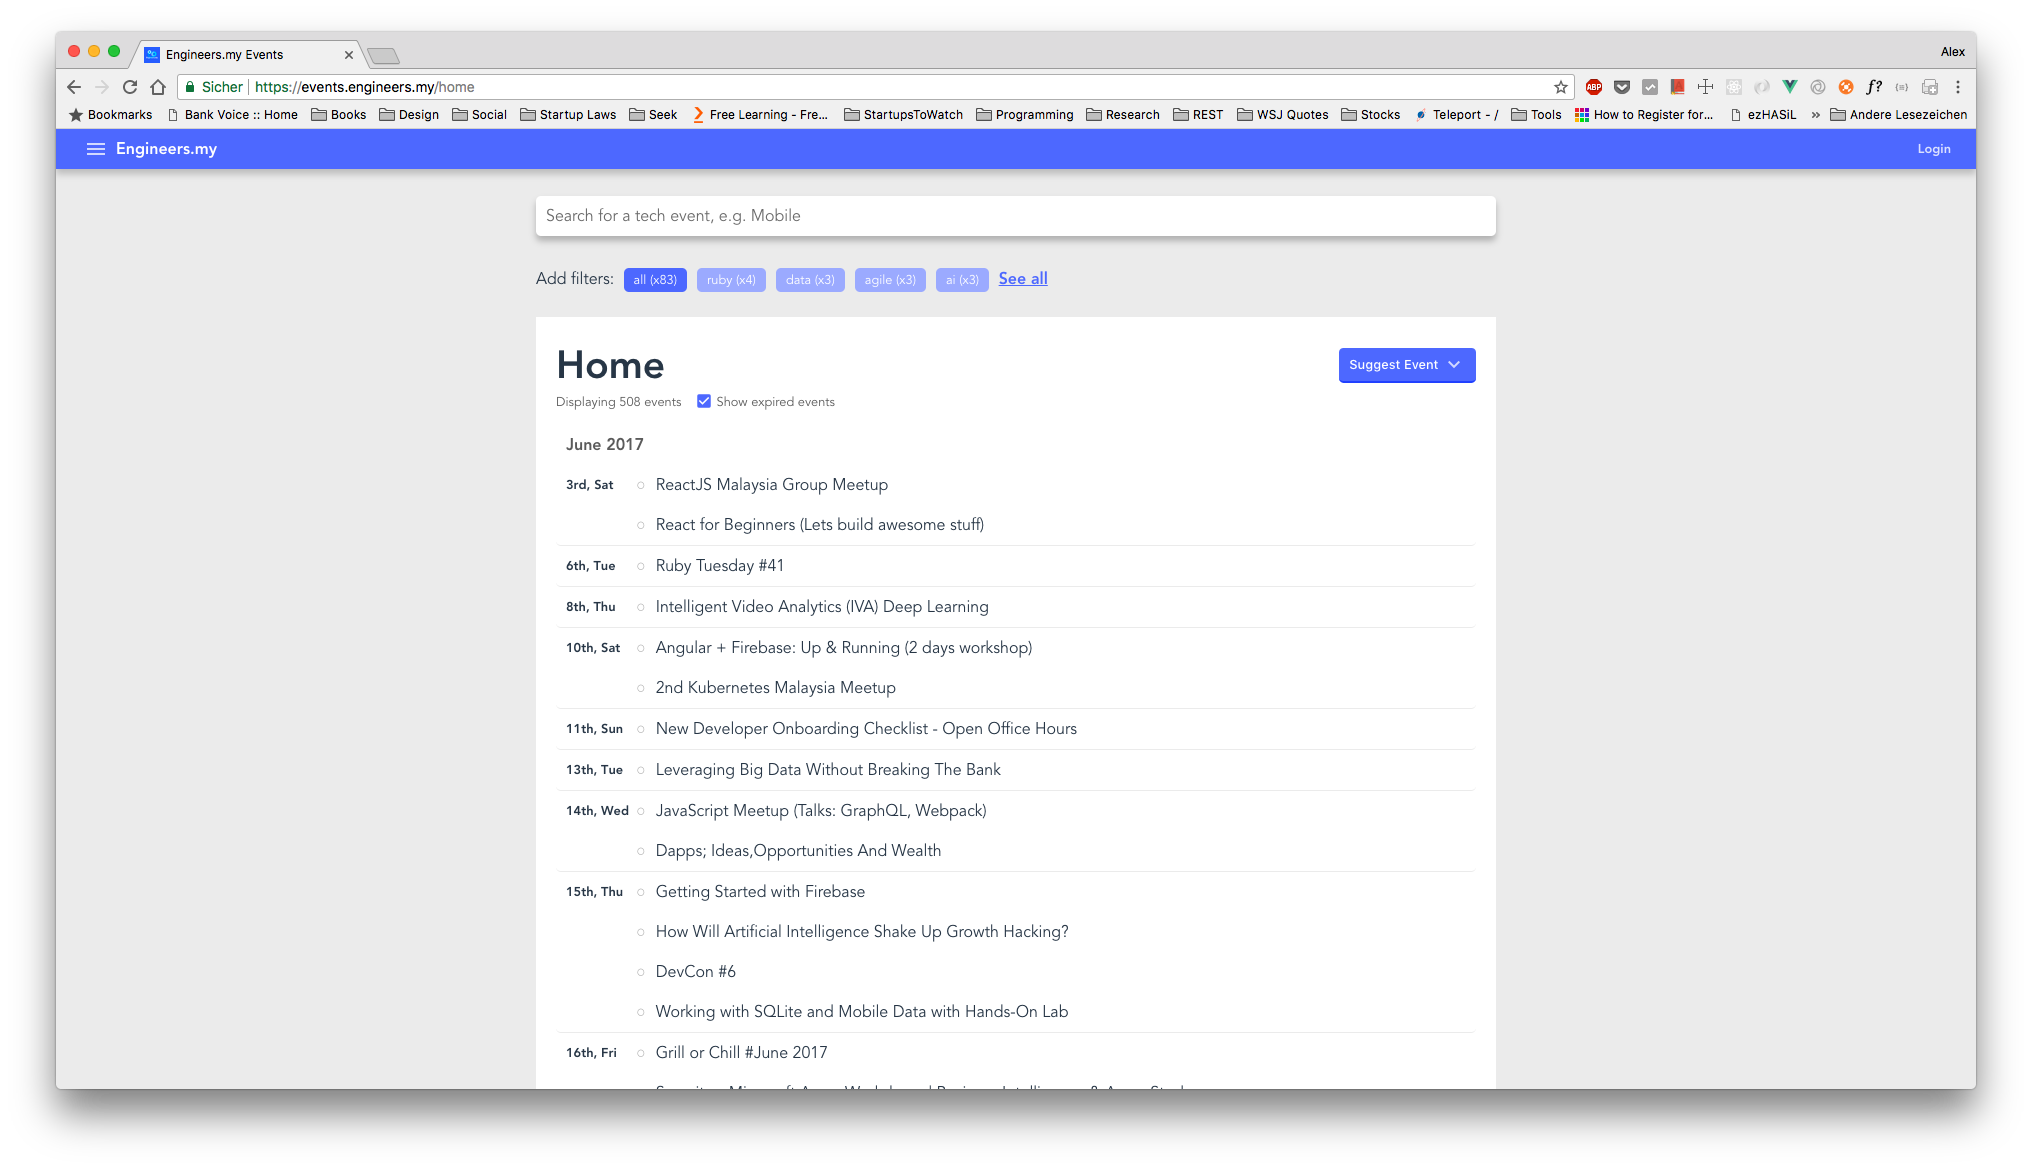 Engineers.my Events
Alex
Sicher https://events.engineers.my/home
ABP
f?
Bookmarks Bank Voice :: Home Books Design Social Startup Laws Seek Free Learning - Fre... StartupsToWatch Programming Research REST WSJ Quotes Stocks Teleport - / Tools How to Register for... ezHASiL » Andere Lesezeichen
Engineers.my
Login
Search for a tech event, e.g. Mobile
Add filters: all (x83) ruby (x4) data (x3) agile (x3) ai (x3) See all
Home
Suggest Event
Displaying 508 events Show expired events
June 2017
3rd, Sat ReactJS Malaysia Group Meetup
React for Beginners (Lets build awesome stuff)
6th, Tue Ruby Tuesday #41
8th, Thu Intelligent Video Analytics (IVA) Deep Learning
10th, Sat Angular + Firebase: Up & Running (2 days workshop)
2nd Kubernetes Malaysia Meetup
11th, Sun New Developer Onboarding Checklist - Open Office Hours
13th, Tue Leveraging Big Data Without Breaking The Bank
14th, Wed JavaScript Meetup (Talks: GraphQL, Webpack)
Dapps; Ideas,Opportunities And Wealth
15th, Thu Getting Started with Firebase
How Will Artificial Intelligence Shake Up Growth Hacking?
DevCon #6
Working with SQLite and Mobile Data with Hands-On Lab
16th, Fri Grill or Chill #June 2017